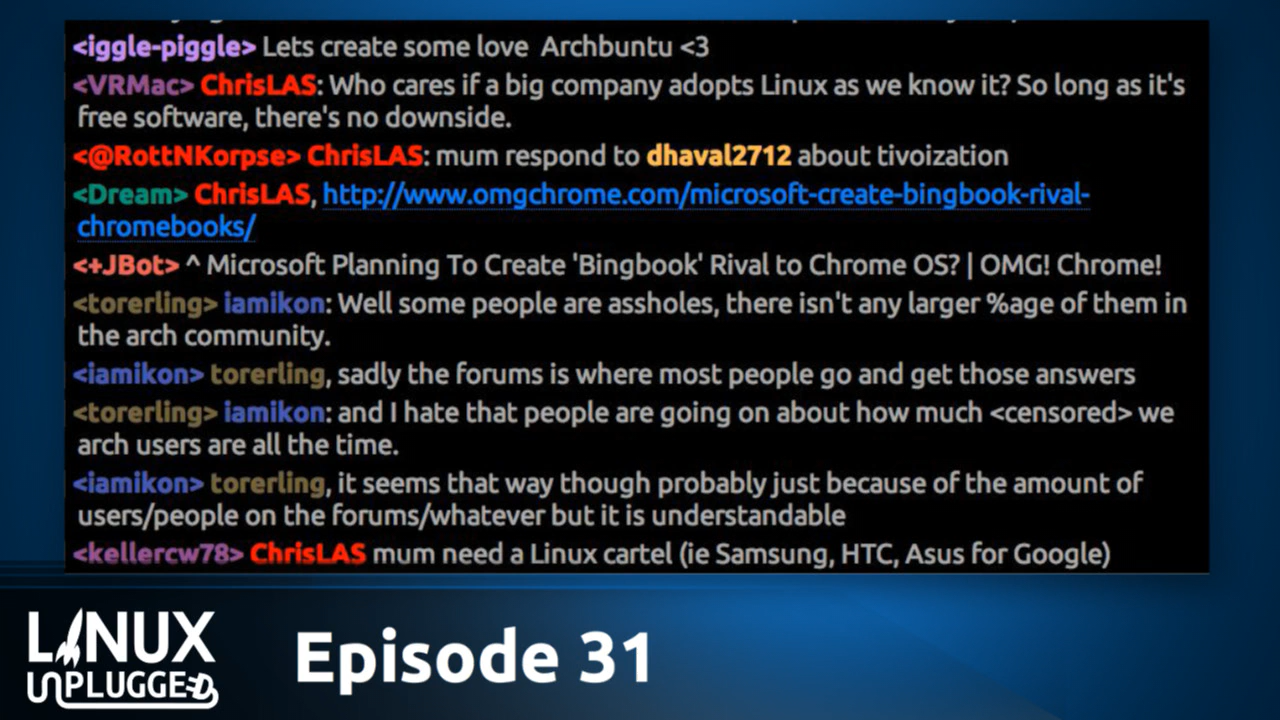 <iggle-piggle> Lets create some love  Archbuntu <3
<VRMac> ChrisLAS: Who cares if a big company adopts Linux as we know it? So long as it's
free software, there's no downside.
<@RottNKorpse> ChrisLAS: mum respond to dhaval2712 about tivoization
<Dream> ChrisLAS, http://www.omgchrome.com/microsoft-create-bingbook-rival-
chromebooks/
<+JBot> ^ Microsoft Planning To Create 'Bingbook' Rival to Chrome OS? | OMG! Chrome!
<torerling> iamikon: Well some people are assholes, there isn't any larger %age of them in
the arch community.
<iamikon> torerling, sadly the forums is where most people go and get those answers
<torerling> iamikon: and I hate that people are going on about how much <censored> we
arch users are all the time.
<iamikon> torerling, it seems that way though probably just because of the amount of
users/people on the forums/whatever but it is understandable
<kellercw78> ChrisLAS mum need a Linux cartel (ie Samsung, HTC, Asus for Google)
LINUX
UNPLUGGED
Episode 31